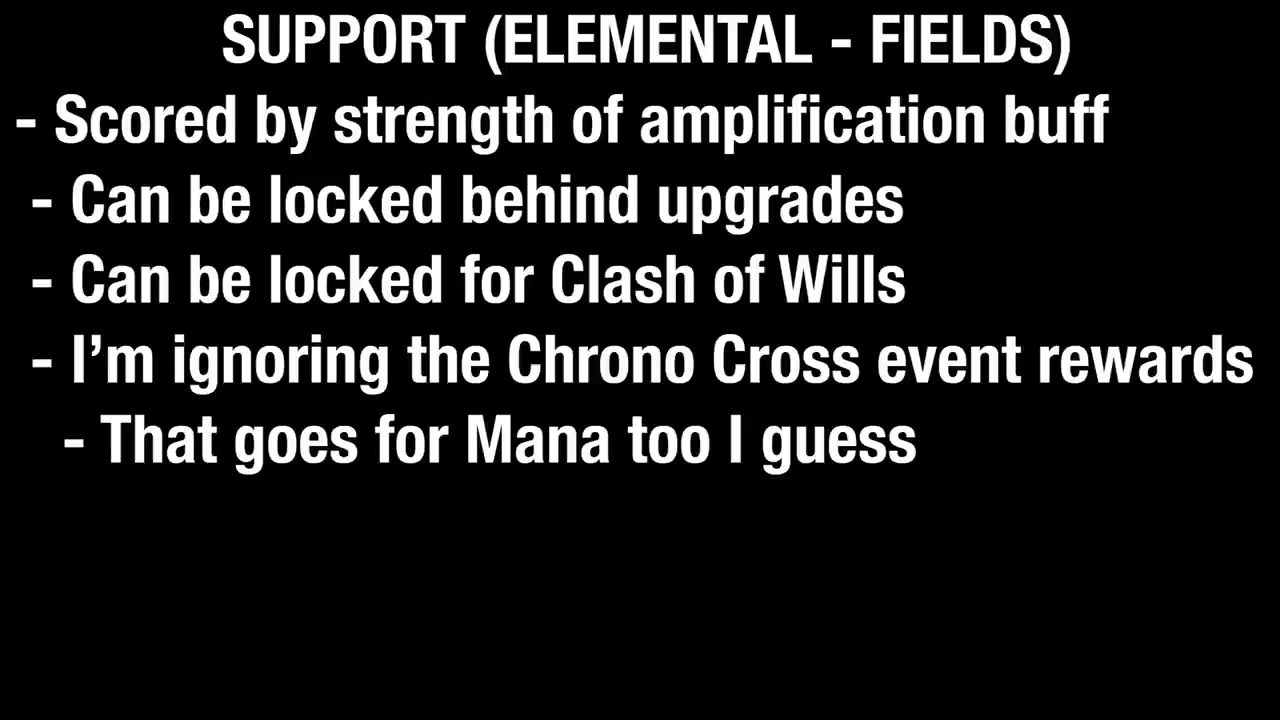 SUPPORT (ELEMENTAL - FIELDS)
- Scored by strength of amplification buff
- Can be locked behind upgrades
- Can be locked for Clash of Wills
- I’m ignoring the Chrono Cross event rewards
- That goes for Mana too I guess